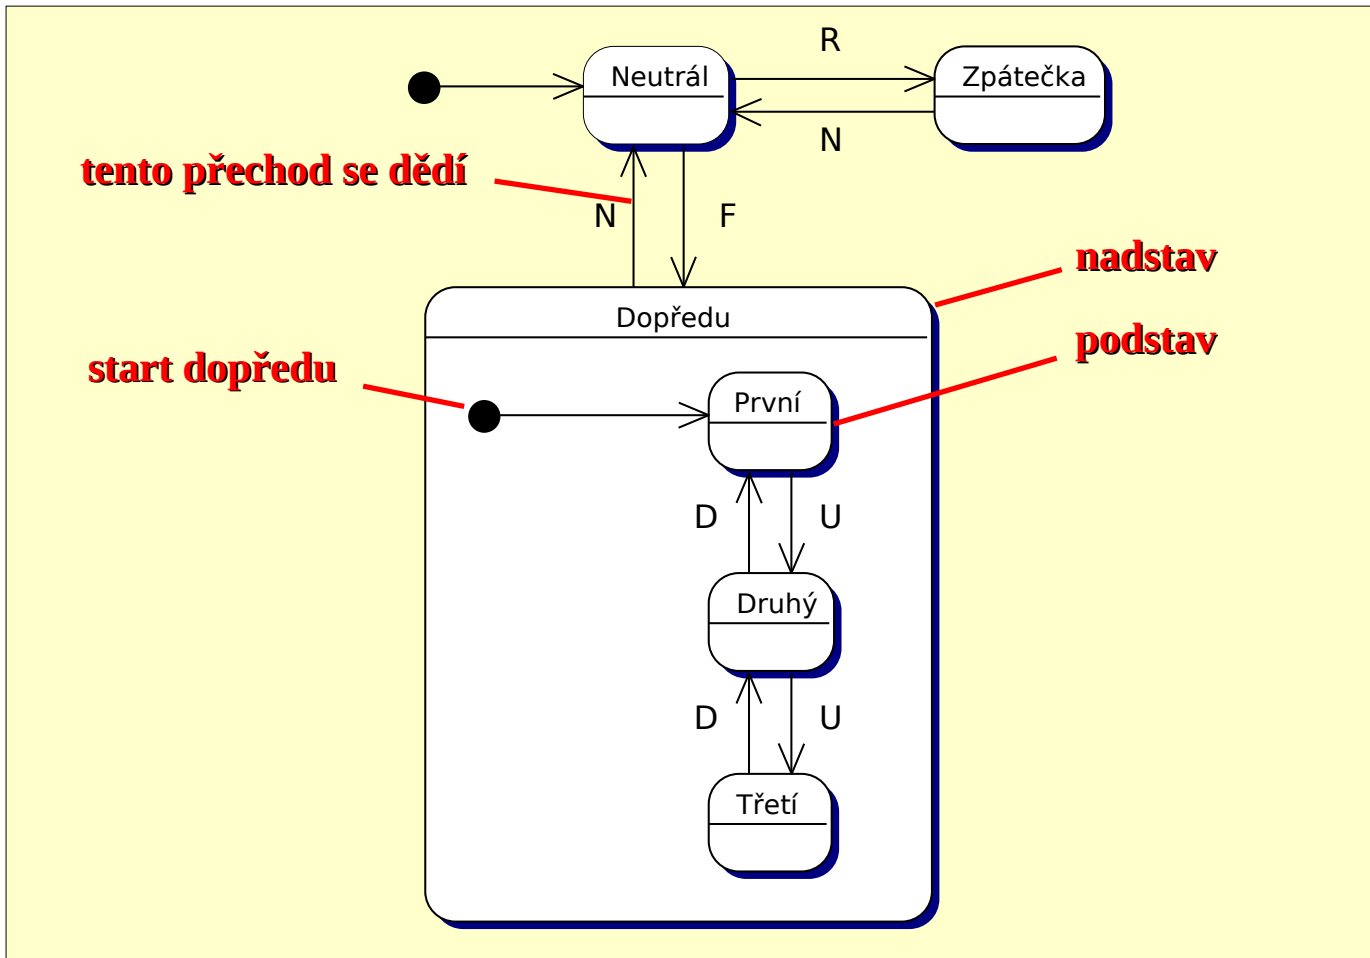 R
Neutrál
Zpátečka
N
tento přechod se dědí
N
F
nadstav
Dopředu
podstav
start dopředu
První
D
U
Druhý
D
U
Třetí